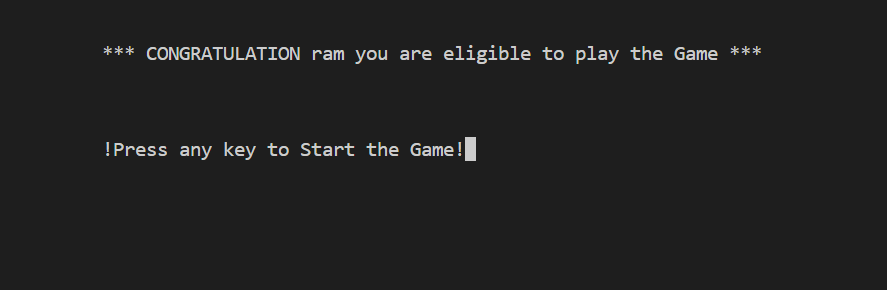 *** CONGRATULATION ram you are eligible to play the Game ***
!Press any key to Start the Game!